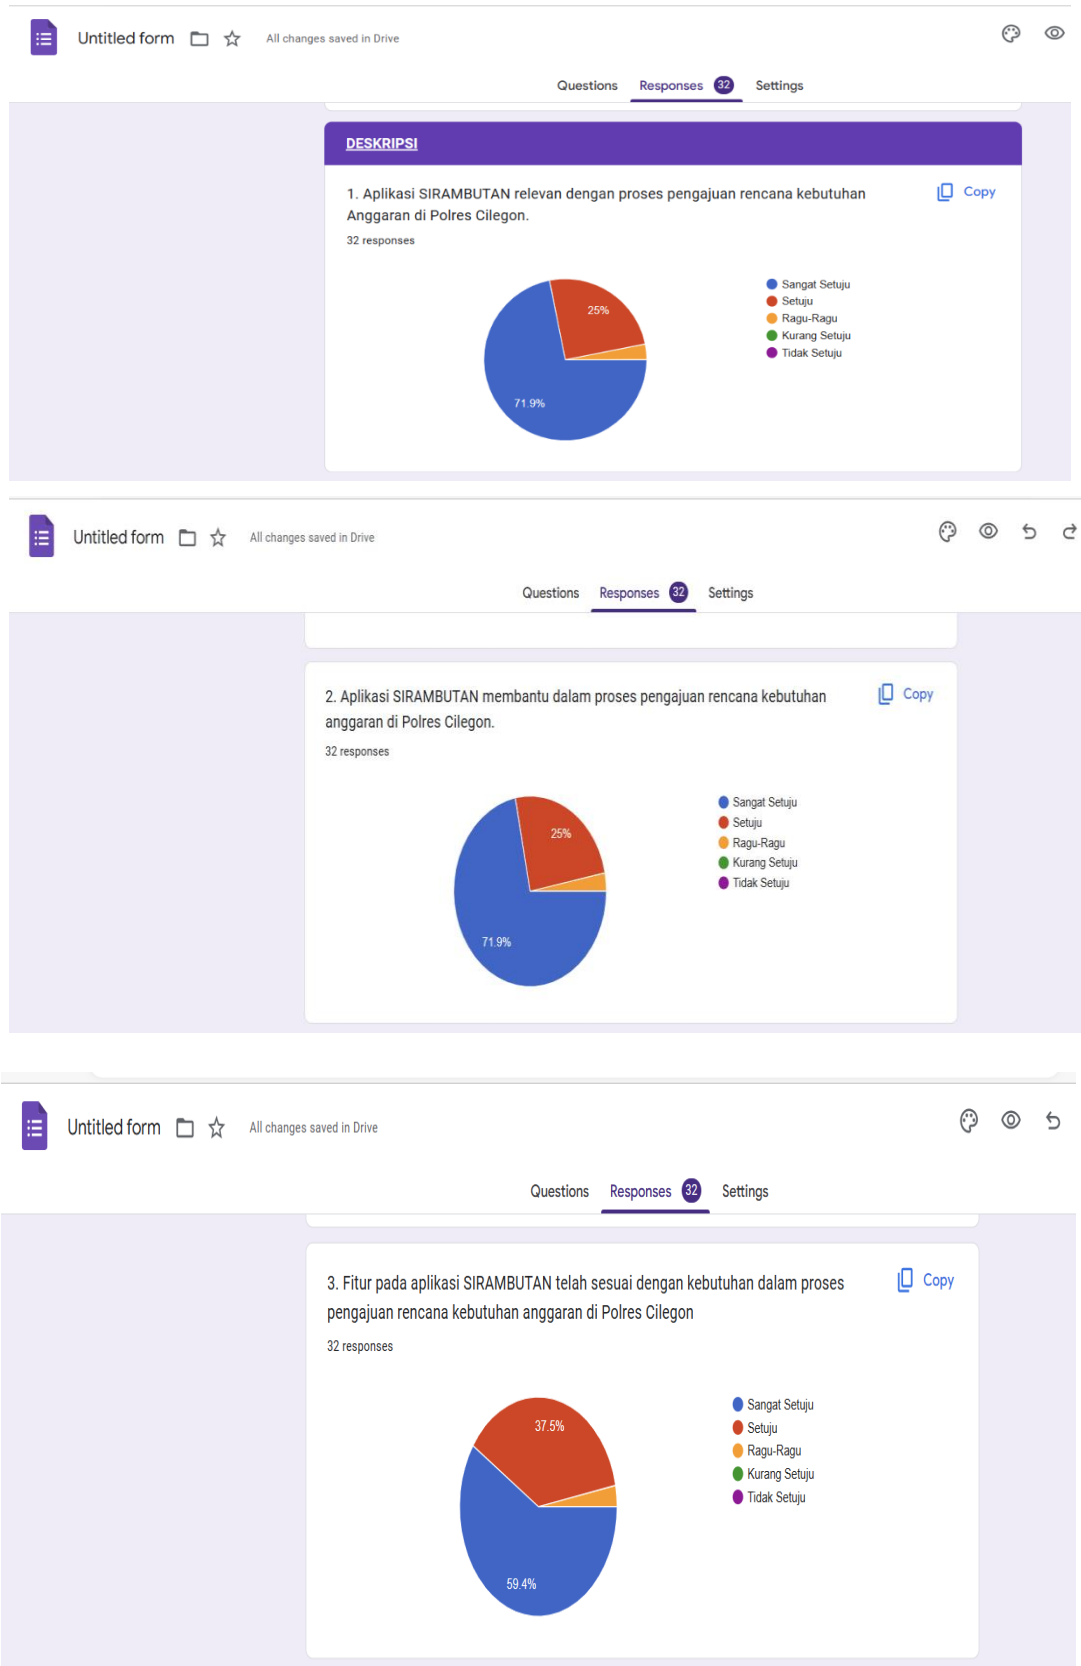 Untitled form All changes saved in Drive
Questions Responses 32 Settings
DESKRIPSI
1. Aplikasi SIRAMBUTAN relevan dengan proses pengajuan rencana kebutuhan
Anggaran di Polres Cilegon.
Copy
32 responses
25%
71.9%
Sangat Setuju
Setuju
Ragu-Ragu
Kurang Setuju
Tidak Setuju
Untitled form All changes saved in Drive
Questions Responses 32 Settings
2. Aplikasi SIRAMBUTAN membantu dalam proses pengajuan rencana kebutuhan
anggaran di Polres Cilegon.
Copy
32 responses
25%
71.9%
Sangat Setuju
Setuju
Ragu-Ragu
Kurang Setuju
Tidak Setuju
Untitled form All changes saved in Drive
Questions Responses 32 Settings
3. Fitur pada aplikasi SIRAMBUTAN telah sesuai dengan kebutuhan dalam proses
pengajuan rencana kebutuhan anggaran di Polres Cilegon
Copy
32 responses
37.5%
59.4%
Sangat Setuju
Setuju
Ragu-Ragu
Kurang Setuju
Tidak Setuju